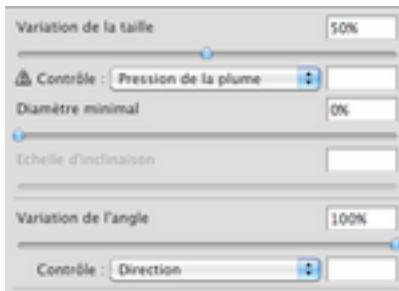 Variation de la taille 50%
Contrôle : Pression de la plume
Diamètre minimal 0%
Echelle d'inclinaison
Variation de l'angle 100%
Contrôle : Direction